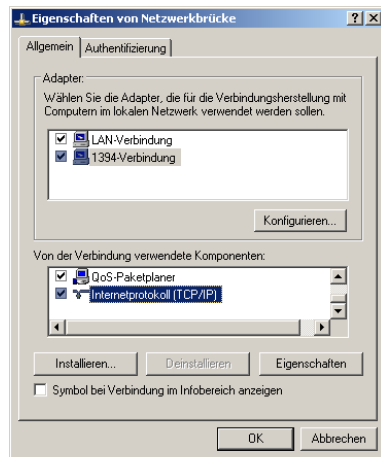 Eigenschaften von Netzwerkbrücke
Allgemein
Authentifizierung
Adapter:
Wählen Sie die Adapter, die für die Verbindungsherstellung mit
Computern im lokalen Netzwerk verwendet werden sollen.
LAN-Verbindung
1394-Verbindung
Konfigurieren...
Von der Verbindung verwendete Komponenten:
QoS-Paketplaner
Internetprotokoll (TCP/IP)
Installieren...
Deinstallieren
Eigenschaften
Symbol bei Verbindung im Infobereich anzeigen
OK
Abbrechen